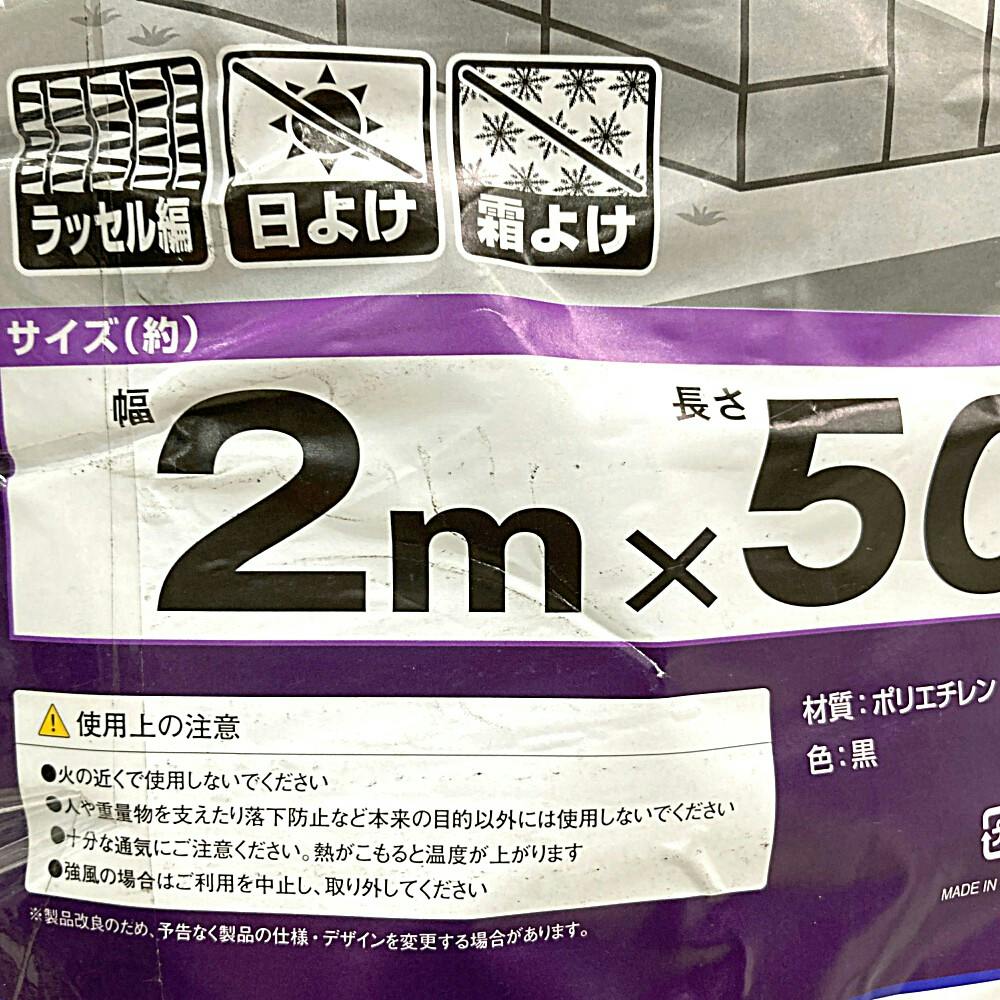 ラッセル編
日よけ
霜よけ
サイズ(約)
幅
2m×50
長さ
材質：ポリエチレン
色：黒
使用上の注意
●火の近くで使用しないでください
●人や重量物を支えたり落下防止など本来の目的以外には使用しないでください
●十分な通気にご注意ください。熱がこもると温度が上がります
●強風の場合はご利用を中止し、取り外してください
※製品改良のため、予告なく製品の仕様・デザインを変更する場合があります。
MADE IN